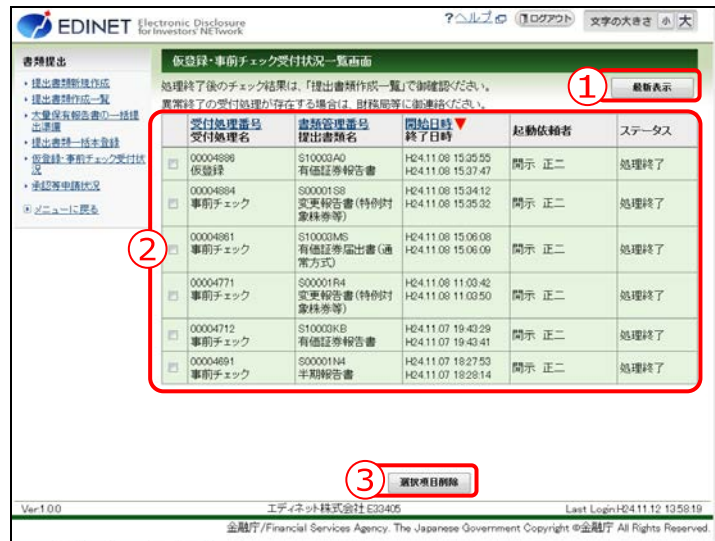 EDINET Electronic Disclosure for Investors' NETwork
?ヘルプ ログアウト 文字の大きさ 小 大
書類提出
・提出書類新規作成
・提出書類作成一覧
・大量保有報告書の一括提出準備
・提出書類一括本登録
・仮登録・事前チェック受付状況
・承認等申請状況
メニューに戻る
仮登録・事前チェック受付状況一覧画面
処理終了後のチェック結果は、「提出書類作成一覧」で御確認ください。
異常終了の受付処理が存在する場合は、財務局等に御連絡ください。
① 最新表示
②
受付処理番号 受付処理名 書類管理番号 提出書類名 開始日時▼ 終了日時 起動依頼者 ステータス
00004886 仮登録 S10003A0 有価証券報告書 H24.11.08 15:35:55 H24.11.08 15:37:47 開示 正二 処理終了
00004884 事前チェック S00001S8 変更報告書(特例対象株券等) H24.11.08 15:34:12 H24.11.08 15:35:32 開示 正二 処理終了
00004861 事前チェック S10003MS 有価証券届出書(通常方式) H24.11.08 15:06:08 H24.11.08 15:06:09 開示 正二 処理終了
00004771 事前チェック S00001R4 変更報告書(特例対象株券等) H24.11.08 11:03:42 H24.11.08 11:03:50 開示 正二 処理終了
00004712 事前チェック S10003KB 有価証券報告書 H24.11.07 19:43:29 H24.11.07 19:43:41 開示 正二 処理終了
00004691 事前チェック S00001N4 半期報告書 H24.11.07 18:27:53 H24.11.07 18:28:14 開示 正二 処理終了
③ 選択項目削除
Ver.1.0.0 エディネット株式会社 E33405 Last Login:H24.11.12 13:58:19
金融庁/Financial Services Agency. The Japanese Government Copyright ©金融庁 All Rights Reserved.